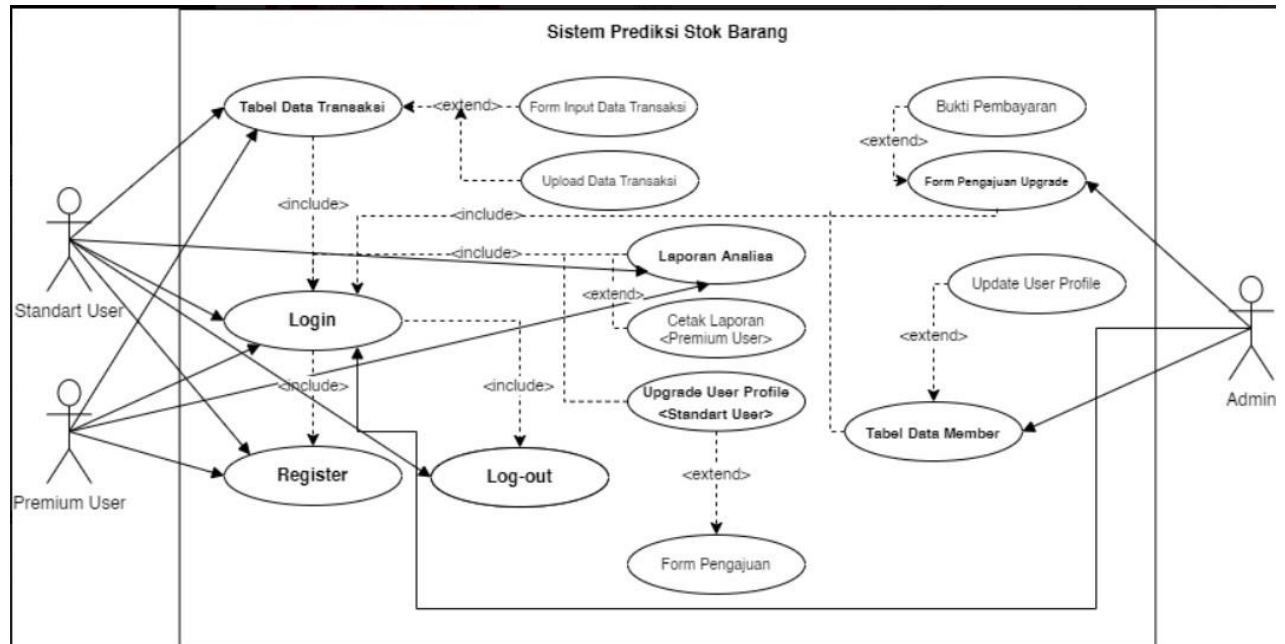 Sistem Prediksi Stok Barang
Tabel Data Transaksi
<extend>
Form Input Data Transaksi
Bukti Pembayaran
<extend>
Upload Data Transaksi
Form Pengajuan Upgrade
<include>
<include>
Standart User
<include>
Laporan Analisa
Update User Profile
<extend>
Login
Cetak Laporan
<Premium User>
<extend>
<include>
<include>
Upgrade User Profile
<Standart User>
Admin
Tabel Data Member
Premium User
Register
Log-out
<extend>
Form Pengajuan